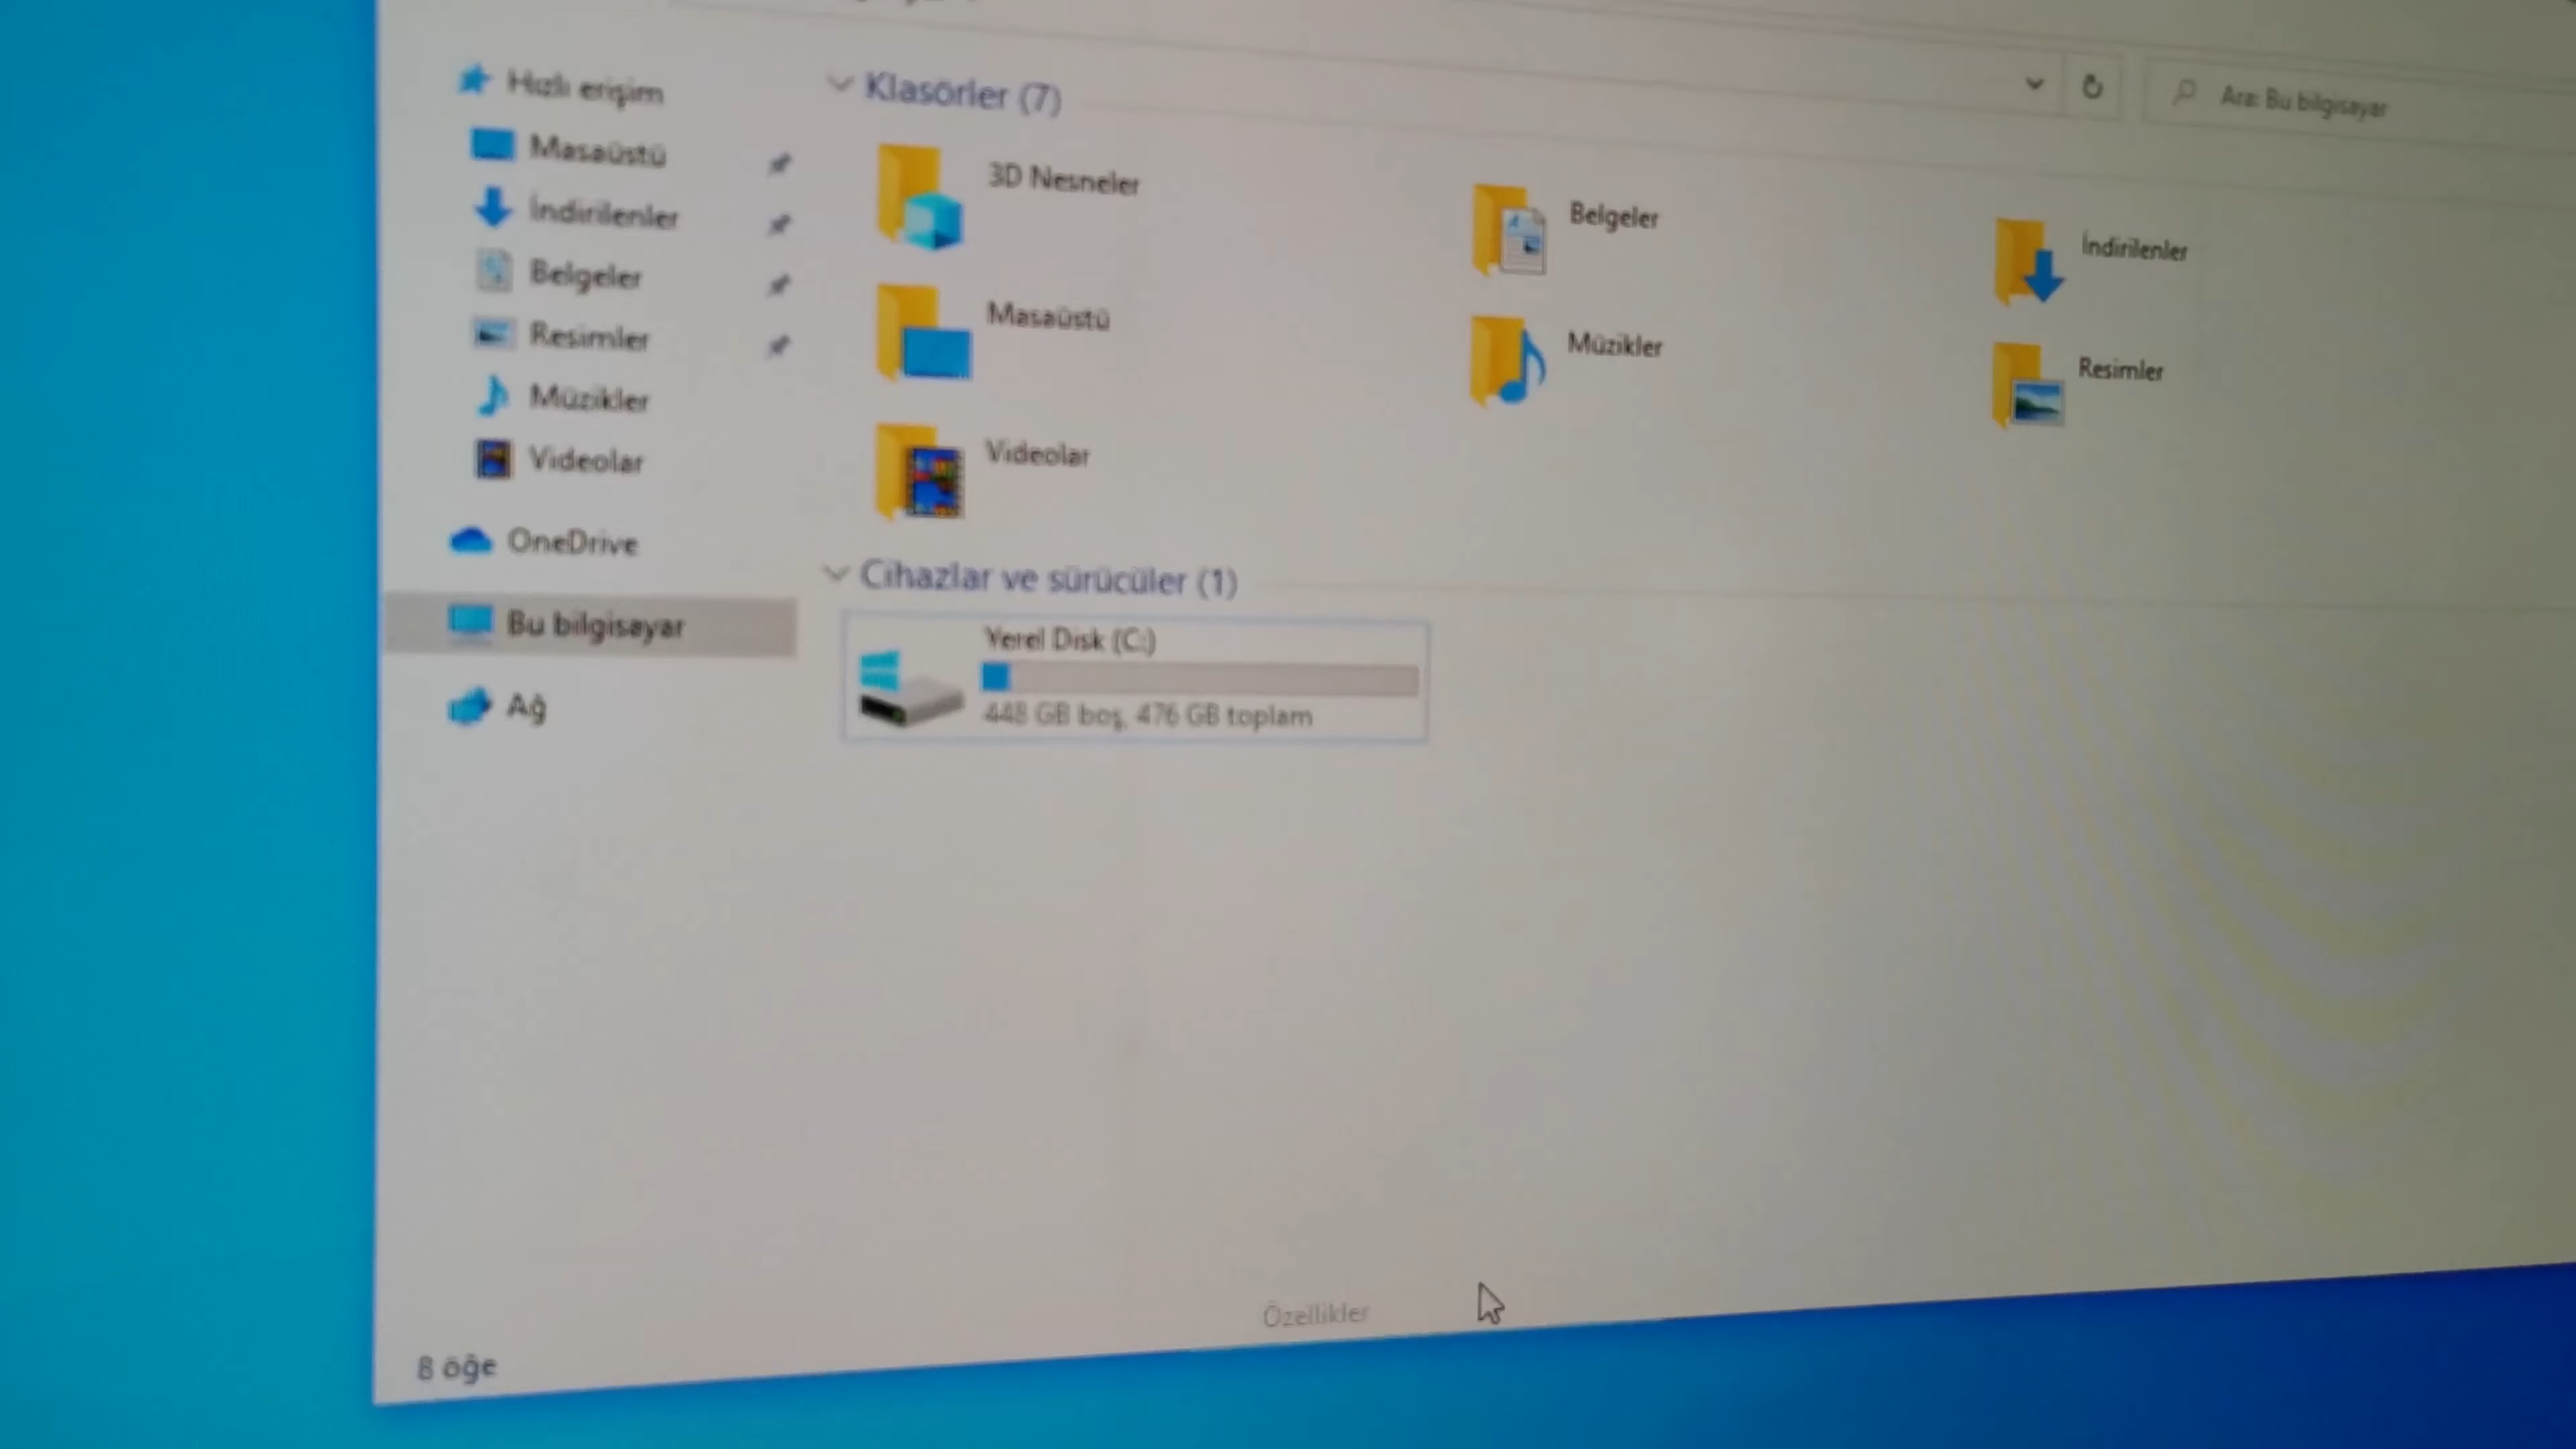 Hızlı erişim
Masaüstü
İndirilenler
Belgeler
Resimler
Müzikler
Videolar
OneDrive
Bu bilgisayar
Ağ
8 öğe
Ara: Bu bilgisayar
Klasörler (7)
3D Nesneler
Belgeler
İndirilenler
Masaüstü
Müzikler
Resimler
Videolar
Cihazlar ve sürücüler (1)
Yerel Disk (C:)
448 GB boş, 476 GB toplam
Özellikler